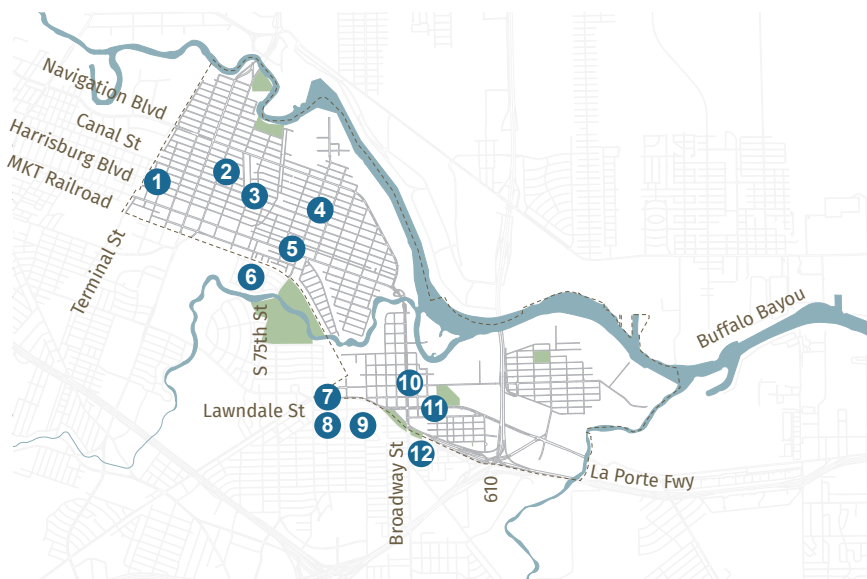 Navigation Blvd
Canal St
Harrisburg Blvd
MKT Railroad
1
2
3
4
5
6
Terminal St
S 75th St
Buffalo Bayou
7
8
9
10
11
12
Lawndale St
Broadway St
610
La Porte Fwy